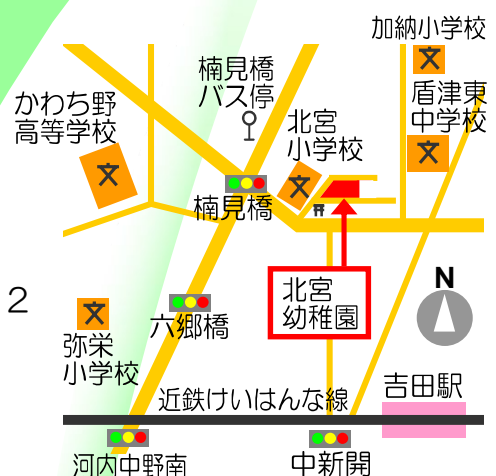 加納小学校
楠見橋
バス停
盾津東
中学校
かわち野
高等学校
北宮
小学校
楠見橋
N
2
北宮
幼稚園
六郷橋
弥栄
小学校
吉田駅
近鉄けいはんな線
河内中野南
中新開